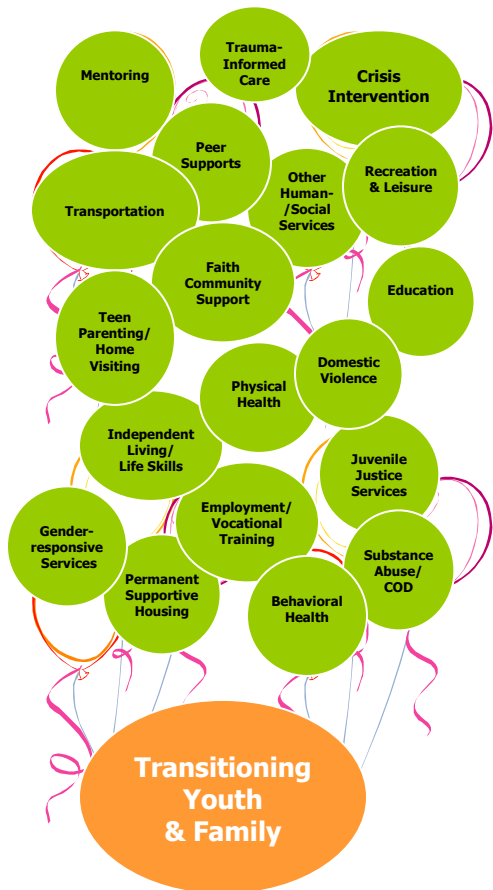 Trauma-
Informed
Care
Mentoring
Crisis
Intervention
Peer
Supports
Other
Human-
/Social
Services
Recreation
& Leisure
Transportation
Faith
Community
Support
Education
Teen
Parenting/
Home
Visiting
Physical
Health
Domestic
Violence
Independent
Living/
Life Skills
Juvenile
Justice
Services
Employment/
Vocational
Training
Gender-
responsive
Services
Substance
Abuse/
COD
Permanent
Supportive
Housing
Behavioral
Health
Transitioning
Youth
& Family